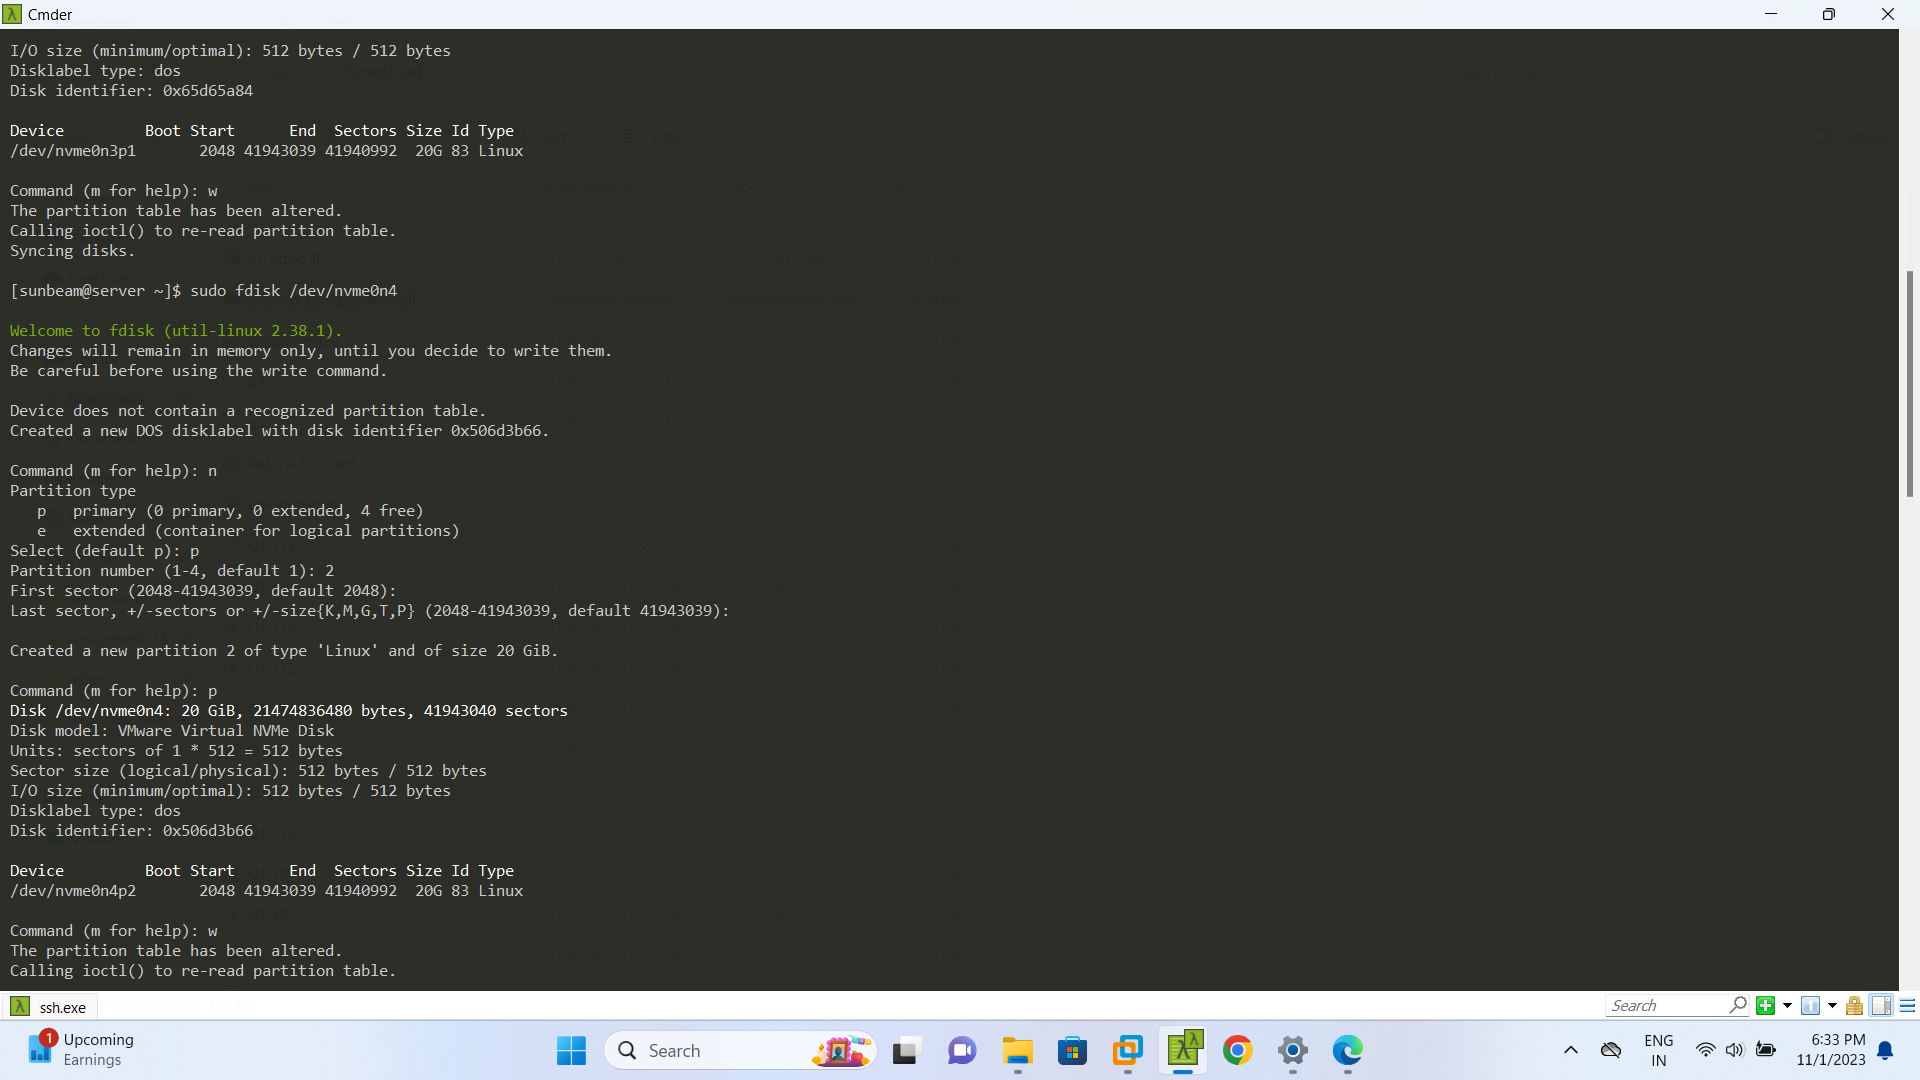 Cmder
I/O size (minimum/optimal): 512 bytes / 512 bytes
Disklabel type: dos
Disk identifier: 0x65d65a84
Device         Boot Start      End  Sectors Size Id Type
/dev/nvme0n3p1       2048 41943039 41940992  20G 83 Linux
Command (m for help): w
The partition table has been altered.
Calling ioctl() to re-read partition table.
Syncing disks.
[sunbeam@server ~]$ sudo fdisk /dev/nvme0n4
Welcome to fdisk (util-linux 2.38.1).
Changes will remain in memory only, until you decide to write them.
Be careful before using the write command.
Device does not contain a recognized partition table.
Created a new DOS disklabel with disk identifier 0x506d3b66.
Command (m for help): n
Partition type
   p   primary (0 primary, 0 extended, 4 free)
   e   extended (container for logical partitions)
Select (default p): p
Partition number (1-4, default 1): 2
First sector (2048-41943039, default 2048):
Last sector, +/-sectors or +/-size{K,M,G,T,P} (2048-41943039, default 41943039):
Created a new partition 2 of type 'Linux' and of size 20 GiB.
Command (m for help): p
Disk /dev/nvme0n4: 20 GiB, 21474836480 bytes, 41943040 sectors
Disk model: VMware Virtual NVMe Disk
Units: sectors of 1 * 512 = 512 bytes
Sector size (logical/physical): 512 bytes / 512 bytes
I/O size (minimum/optimal): 512 bytes / 512 bytes
Disklabel type: dos
Disk identifier: 0x506d3b66
Device         Boot Start      End  Sectors Size Id Type
/dev/nvme0n4p2       2048 41943039 41940992  20G 83 Linux
Command (m for help): w
The partition table has been altered.
Calling ioctl() to re-read partition table.
ssh.exe
Search
1
Upcoming
Earnings
Search
ENG
IN
6:33 PM
11/1/2023